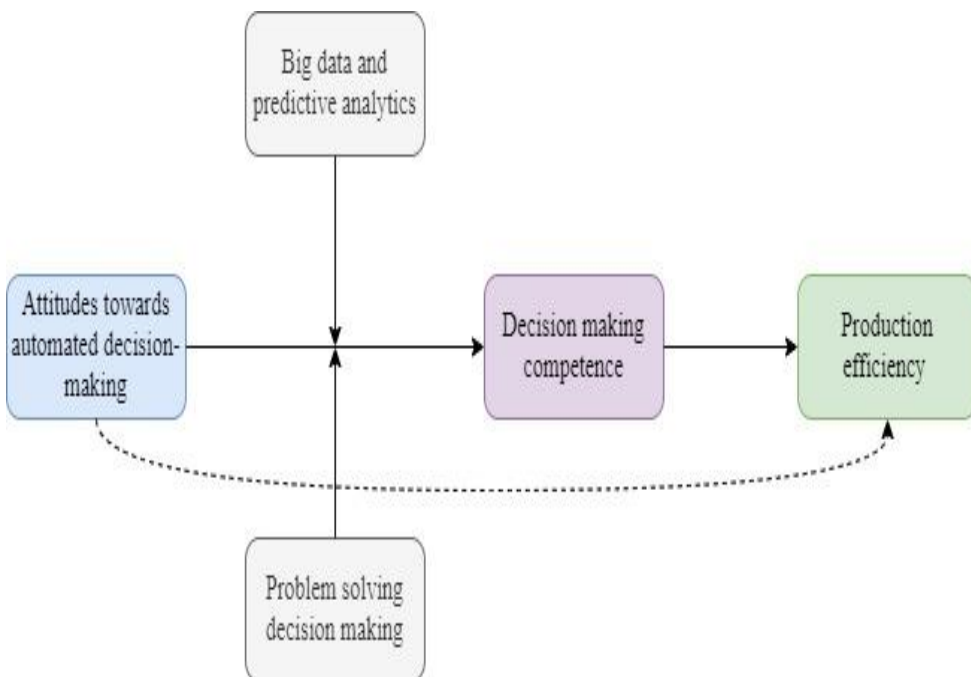 Big data and
predictive analytics
Attitudes towards
automated decision-
making
Decision making
competence
Production
efficiency
Problem solving
decision making